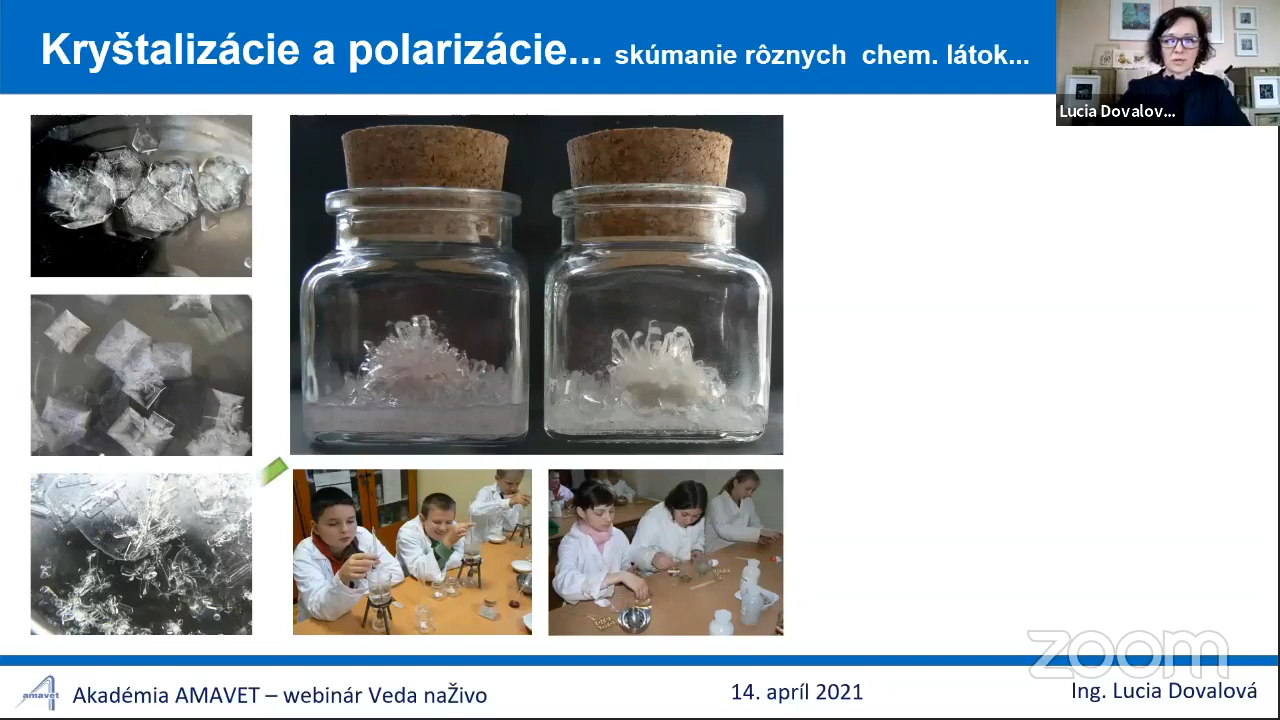 Kryštalizácie a polarizácie... skúmanie rôznych chem. látok...
Lucia Dovalov...
zoom
amavet
Akadémia AMAVET – webinár Veda naŽivo
14. apríl 2021
Ing. Lucia Dovalová